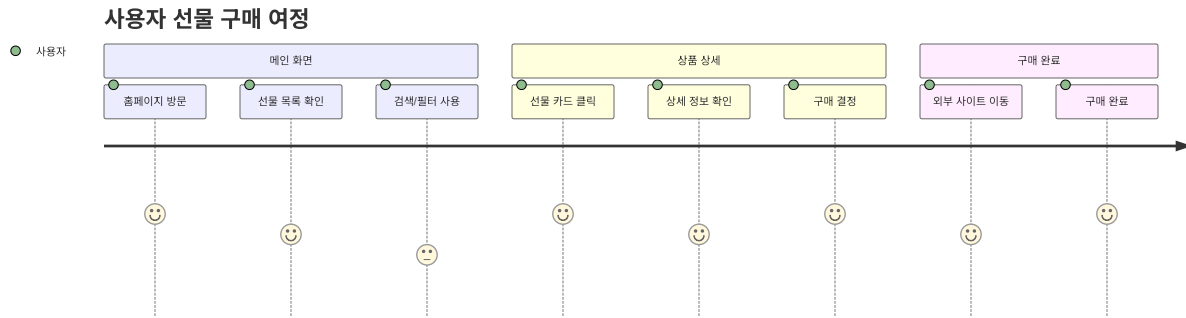 사용자 선물 구매 여정
사용자
메인 화면
상품 상세
구매 완료
홈페이지 방문
선물 목록 확인
검색/필터 사용
선물 카드 클릭
상세 정보 확인
구매 결정
외부 사이트 이동
구매 완료